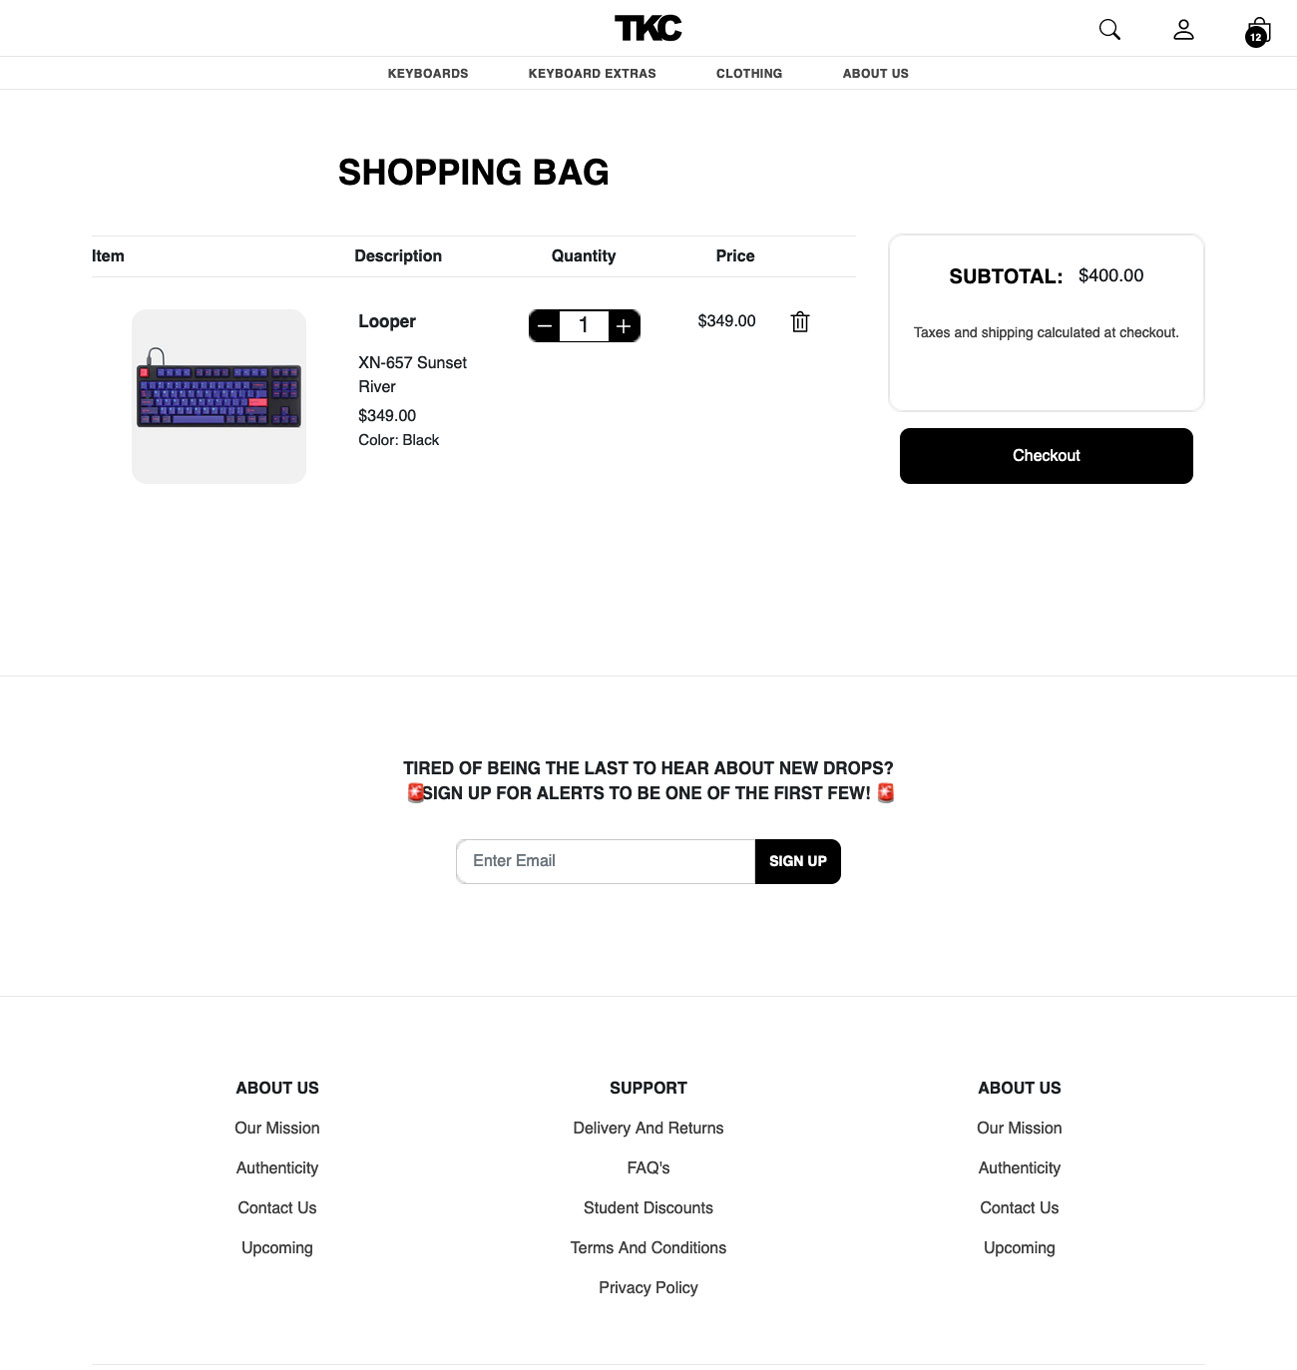 TKC
12
KEYBOARDS
KEYBOARD EXTRAS
CLOTHING
ABOUT US
SHOPPING BAG
Item Description Quantity Price
Looper
XN-657 Sunset
River
$349.00
Color: Black
1
$349.00
SUBTOTAL: $400.00
Taxes and shipping calculated at checkout.
Checkout
TIRED OF BEING THE LAST TO HEAR ABOUT NEW DROPS?
🚨SIGN UP FOR ALERTS TO BE ONE OF THE FIRST FEW! 🚨
Enter Email
SIGN UP
ABOUT US
Our Mission
Authenticity
Contact Us
Upcoming
SUPPORT
Delivery And Returns
FAQ's
Student Discounts
Terms And Conditions
Privacy Policy
ABOUT US
Our Mission
Authenticity
Contact Us
Upcoming